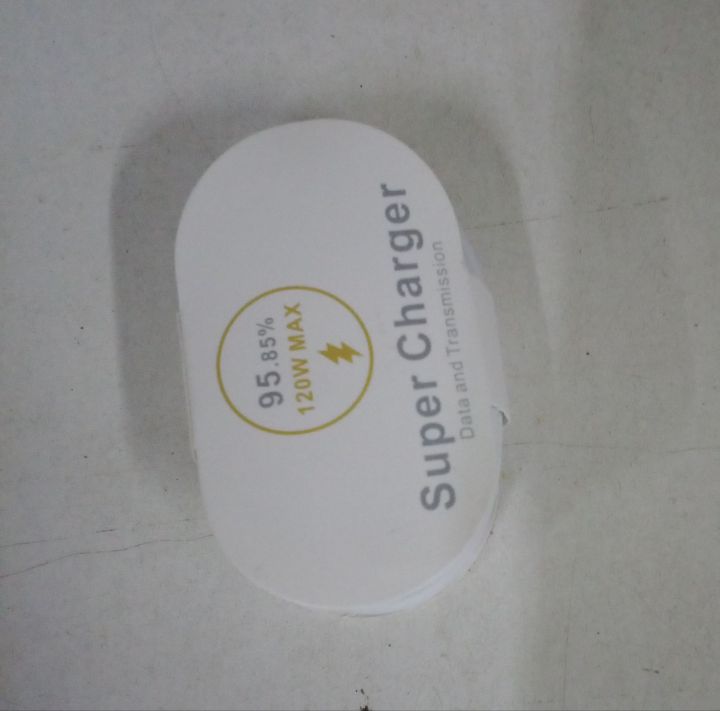 95.85%
120W MAX
Super Charger
Data and Transmission